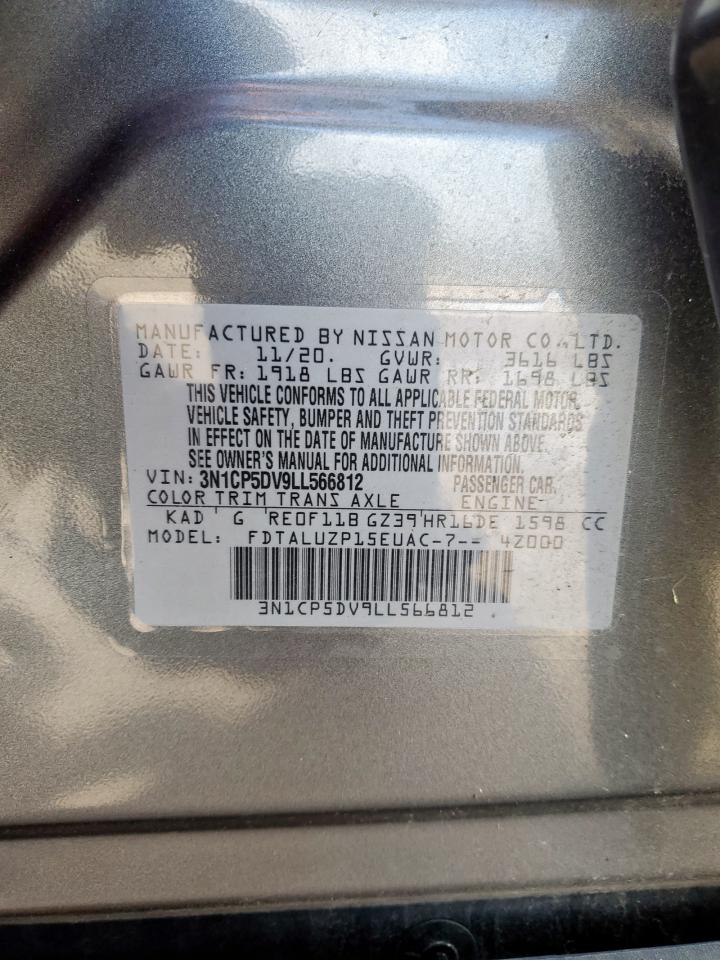 MANUFACTURED BY NISSAN MOTOR CO.,LTD.
DATE: 11/20. GVWR: 3616 LBS
GAWR FR: 1918 LBS GAWR RR: 1698 LBS
THIS VEHICLE CONFORMS TO ALL APPLICABLE FEDERAL MOTOR
VEHICLE SAFETY, BUMPER AND THEFT PREVENTION STANDARDS
IN EFFECT ON THE DATE OF MANUFACTURE SHOWN ABOVE.
SEE OWNER'S MANUAL FOR ADDITIONAL INFORMATION.
VIN: 3N1CP5DV9LL566812 PASSENGER CAR.
COLOR TRIM TRANS AXLE ENGINE
KAD G RE0F11B GZ39 HR16DE 1598 CC
MODEL: FDTALUZP15EUAC-7-- 4Z000
3N1CP5DV9LL566812